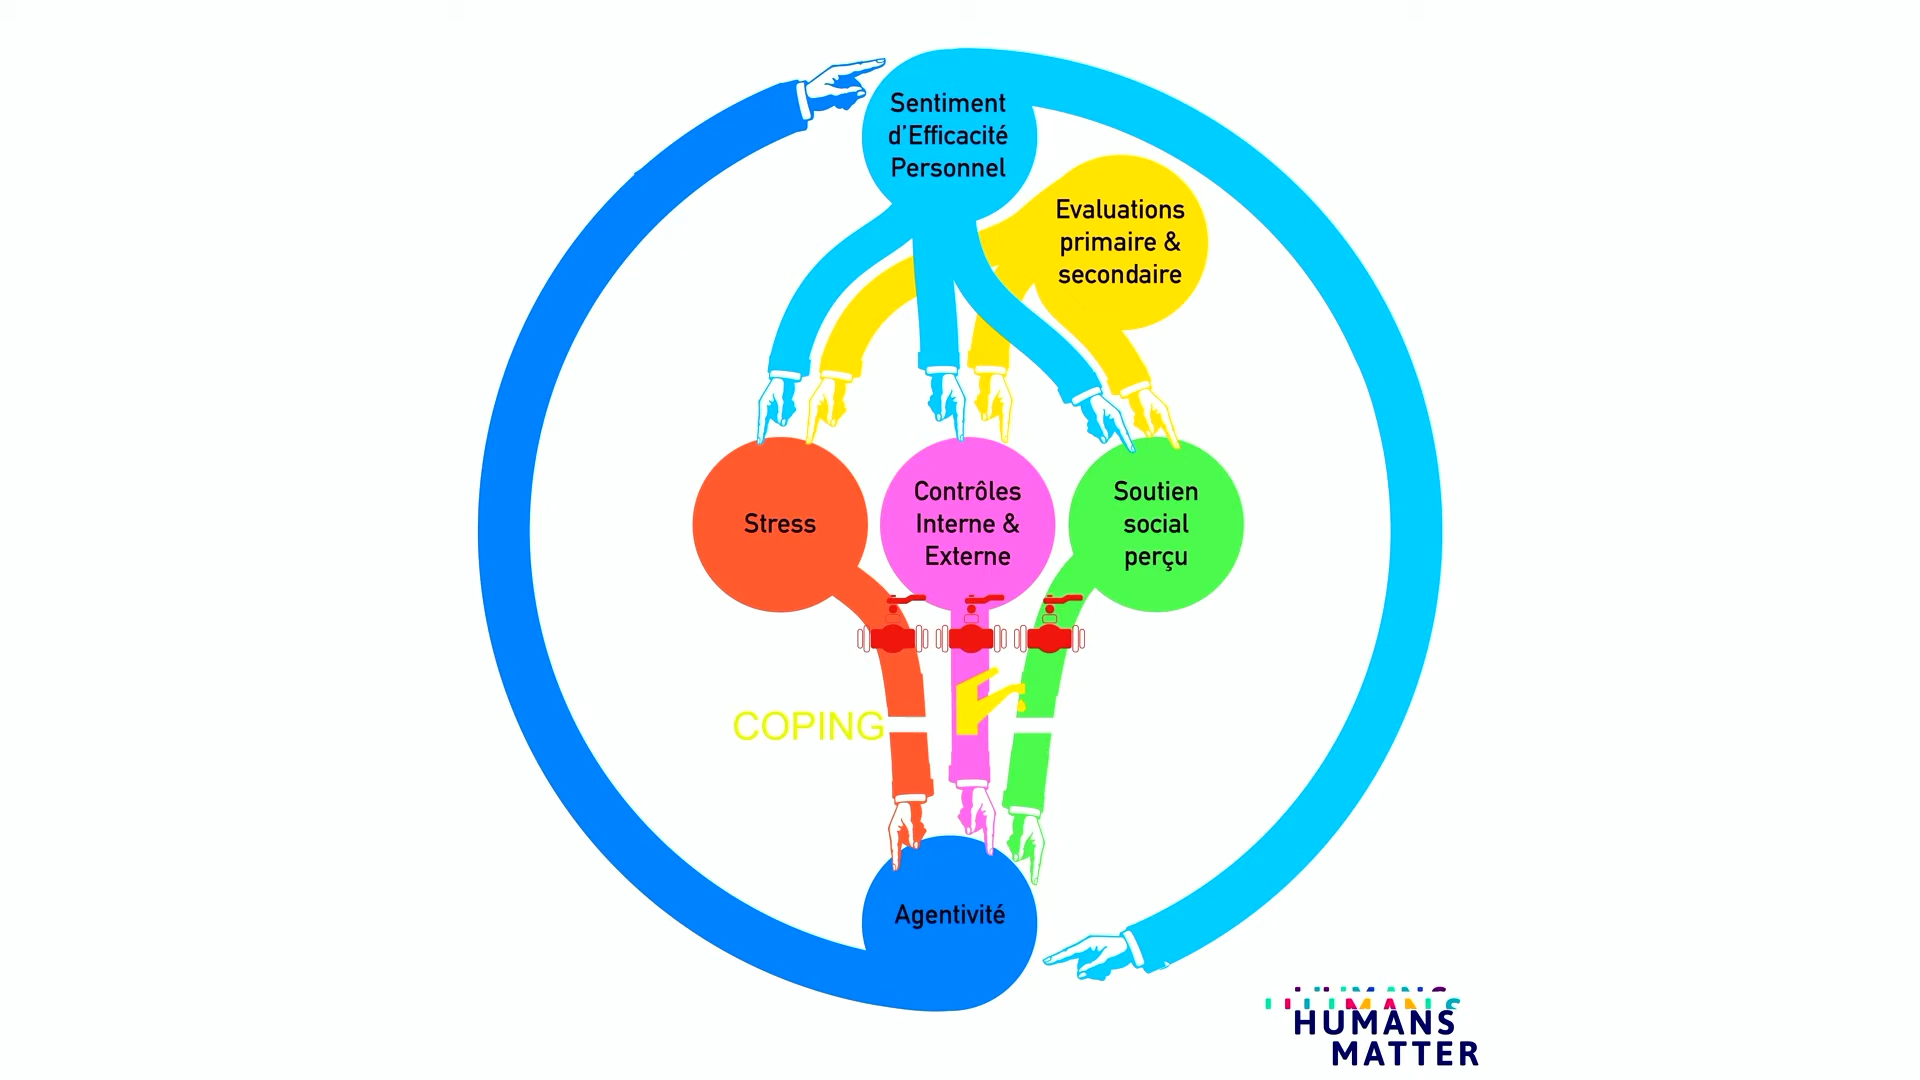 Sentiment
d'Efficacité
Personnel
Evaluations
primaire &
secondaire
Stress
Contrôles
Interne &
Externe
Soutien
social
perçu
COPING
Agentivité
HUMANS
MATTER